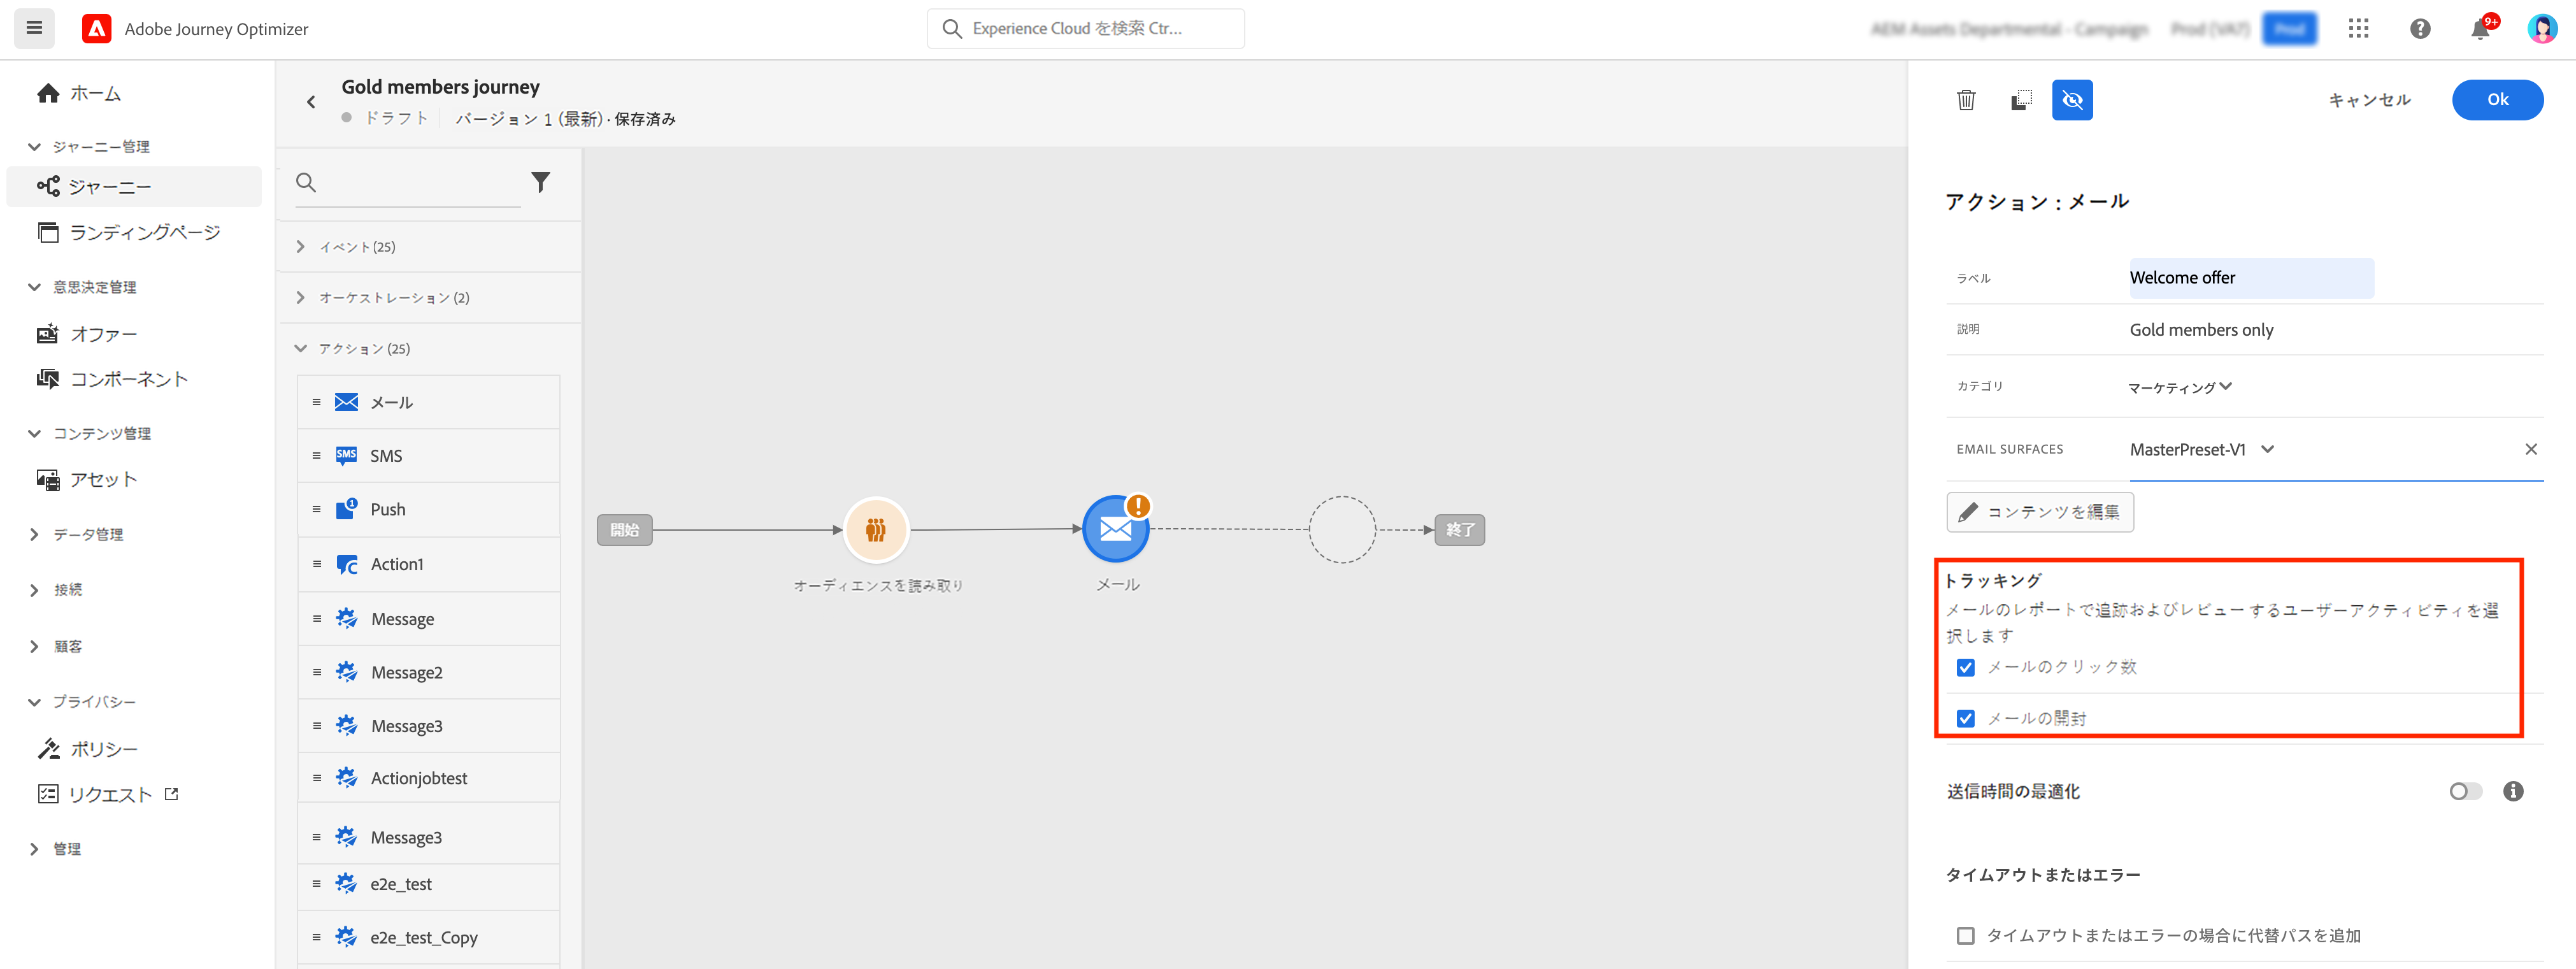 Adobe Journey Optimizer
Experience Cloud を検索 Ctr...
9+
ホーム
ジャーニー管理
ジャーニー
ランディングページ
意思決定管理
オファー
コンポーネント
コンテンツ管理
アセット
データ管理
接続
顧客
プライバシー
ポリシー
リクエスト
管理
Gold members journey
ドラフト
バージョン 1 (最新) · 保存済み
イベント(25)
オーケストレーション(2)
アクション(25)
メール
SMS
SMS
Push
Action1
Message
Message2
Message3
Actionjobtest
Message3
e2e_test
e2e_test_Copy
開始
オーディエンスを読み取り
メール
終了
キャンセル
Ok
アクション : メール
ラベル
Welcome offer
説明
Gold members only
カテゴリ
マーケティング
EMAIL SURFACES
MasterPreset-V1
コンテンツを編集
トラッキング
メールのレポートで追跡およびレビュー するユーザーアクティビティを選
択します
メールのクリック数
メールの開封
送信時間の最適化
タイムアウトまたはエラー
タイムアウトまたはエラーの場合に代替パスを追加